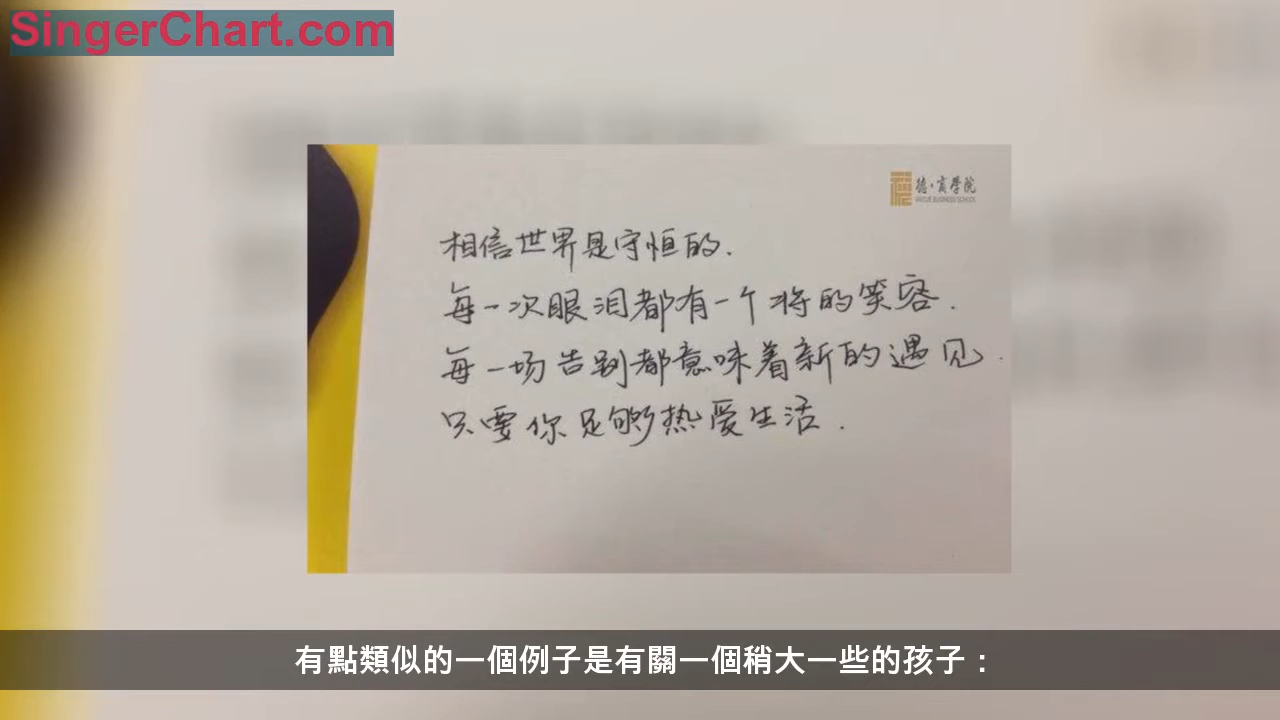 SingerChart.com
德·商学院
相信世界是守恒的.
每一次眼泪都有一个将的笑容.
每一场告别都意味着新的遇见.
只要你足够热爱生活.
有點類似的一個例子是有關一個稍大一些的孩子：